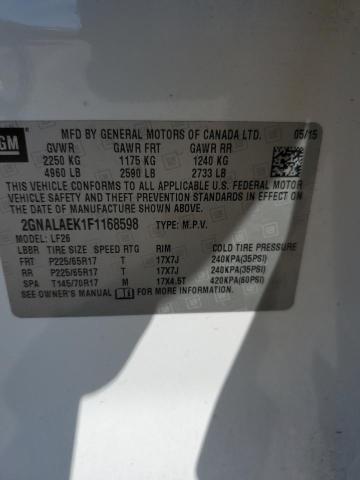 GM
MFD BY GENERAL MOTORS OF CANADA LTD. 05/15
GVWR GAWR FRT GAWR RR
2250 KG 1175 KG 1240 KG
4960 LB 2590 LB 2733 LB
THIS VEHICLE CONFORMS TO ALL APPLICABLE U.S. FEDERAL
MOTOR VEHICLE SAFETY, BUMPER, AND THEFT PREVENTION
STANDARDS IN EFFECT ON THE DATE OF MANUFACTURE
SHOWN ABOVE.
2GNALAEK1F1168598 TYPE: M.P.V.
MODEL: LF26
LBBR TIRE SIZE SPEED RTG RIM COLD TIRE PRESSURE
FRT P225/65R17 T 17X7J 240KPA(35PSI)
RR P225/65R17 T 17X7J 240KPA(35PSI)
SPA T145/70R17 M 17X4.5T 420KPA(60PSI)
SEE OWNER'S MANUAL FOR MORE INFORMATION.